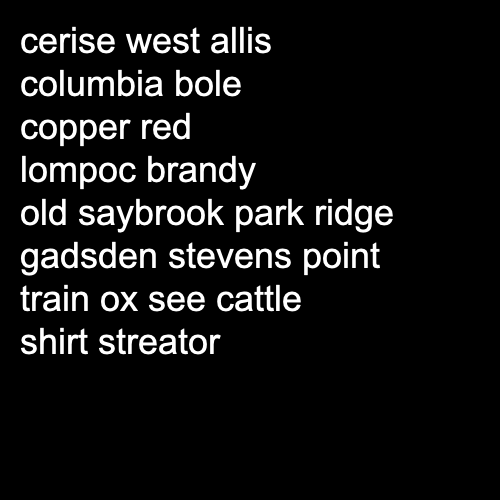 cerise west allis
columbia bole
copper red
lompoc brandy
old saybrook park ridge
gadsden stevens point
train ox see cattle
shirt streator